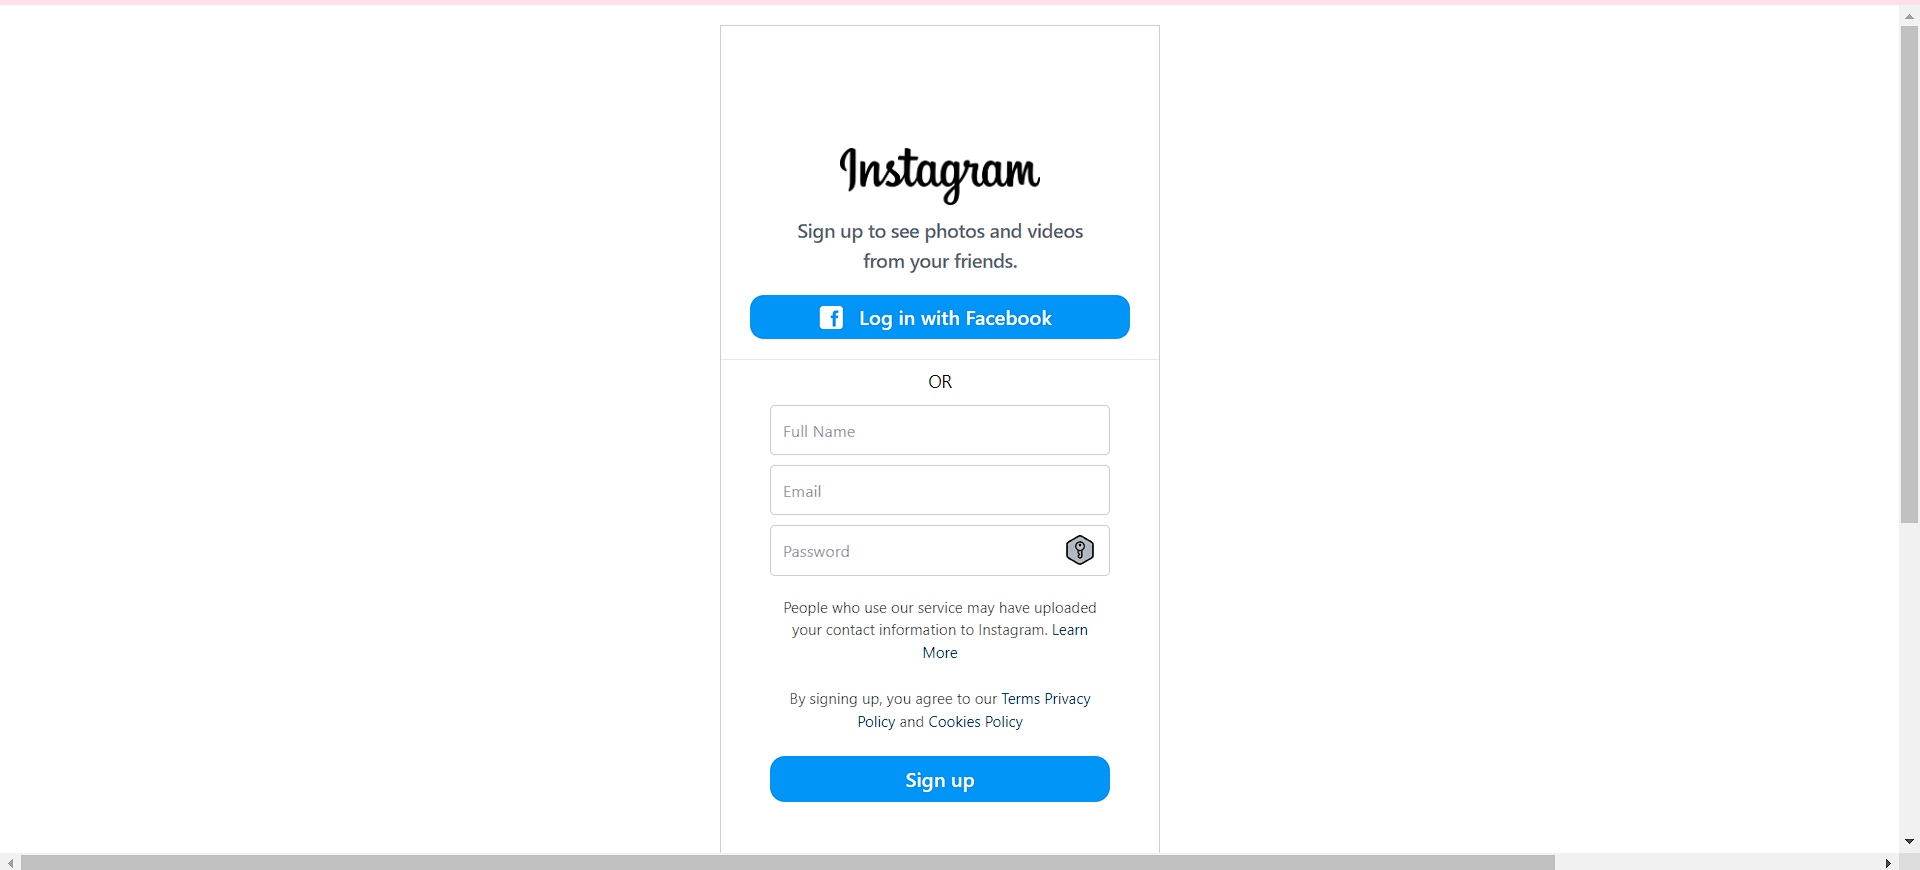 Instagram
Sign up to see photos and videos
from your friends.
Log in with Facebook
OR
Full Name
Email
Password
People who use our service may have uploaded
your contact information to Instagram. Learn
More
By signing up, you agree to our Terms Privacy
Policy and Cookies Policy
Sign up